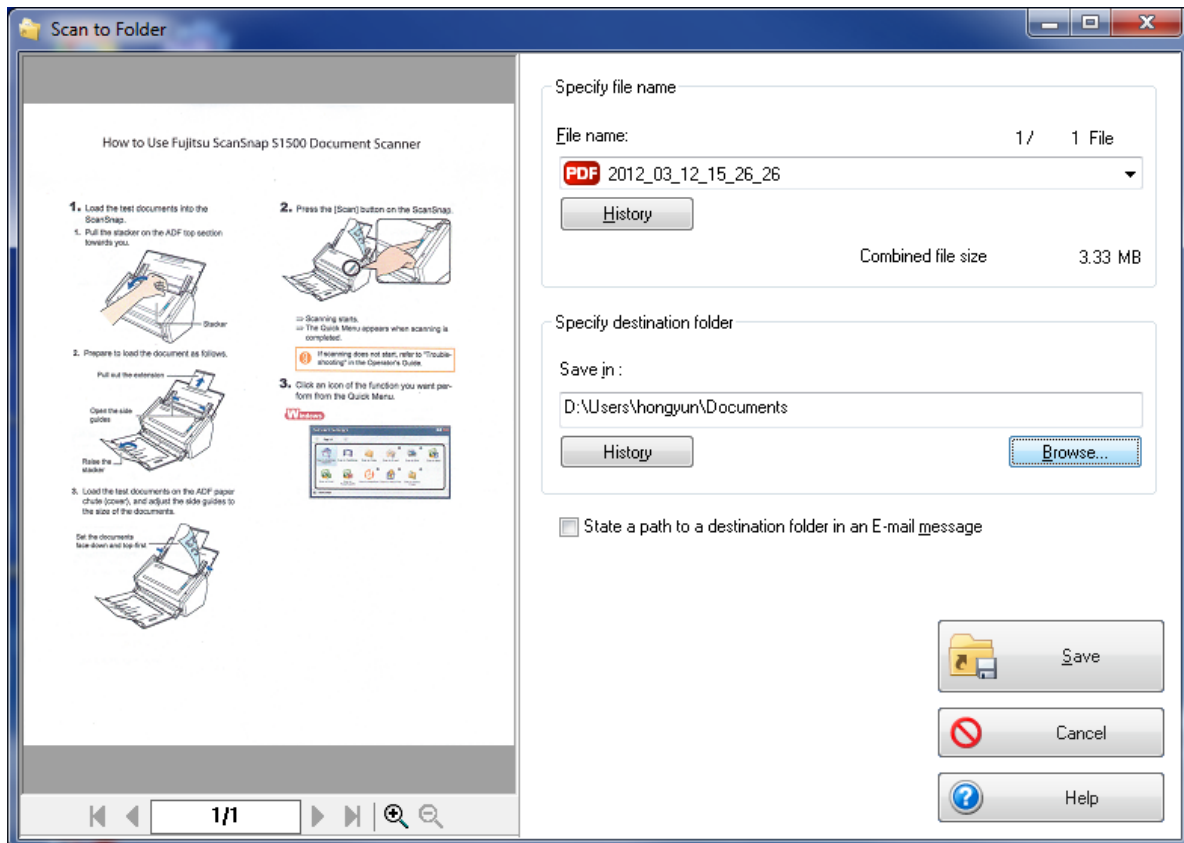 Scan to Folder
How to Use Fujitsu ScanSnap S1500 Document Scanner
1. Load the test documents into the
ScanSnap.
1. Pull the stacker on the ADF top section
towards you.
Stacker
2. Prepare to load the document as follows.
Pull out the extension
Open the side
guides
Raise the
stacker
3. Load the test documents on the ADF paper
chute (cover), and adjust the side guides to
the size of the documents.
Set the documents
face-down and top first
2. Press the [Scan] button on the ScanSnap.
⇒ Scanning starts.
⇒ The Quick Menu appears when scanning is
completed.
If scanning does not start, refer to "Trouble-
shooting" in the Operator's Guide.
3. Click an icon of the function you want per-
form from the Quick Menu.
Windows
1/1
Specify file name
File name:
1/ 1 File
PDF 2012_03_12_15_26_26
History
Combined file size 3.33 MB
Specify destination folder
Save in :
D:\Users\hongyun\Documents
History
Browse...
State a path to a destination folder in an E-mail message
Save
Cancel
Help